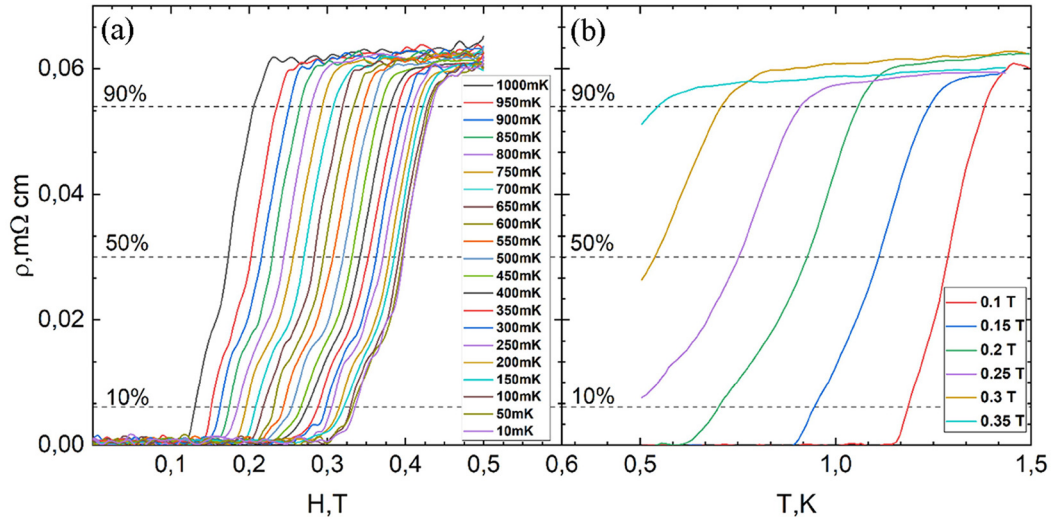 (a)
(b)
ρ,mΩ cm
0,06
0,04
0,02
0,00
90%
50%
10%
90%
50%
10%
1000mK
950mK
900mK
850mK
800mK
750mK
700mK
650mK
600mK
550mK
500mK
450mK
400mK
350mK
300mK
250mK
200mK
150mK
100mK
50mK
10mK
0.1 T
0.15 T
0.2 T
0.25 T
0.3 T
0.35 T
0,1 0,2 0,3 0,4 0,5 0,6 0,5 1,0 1,5
H,T
T,K